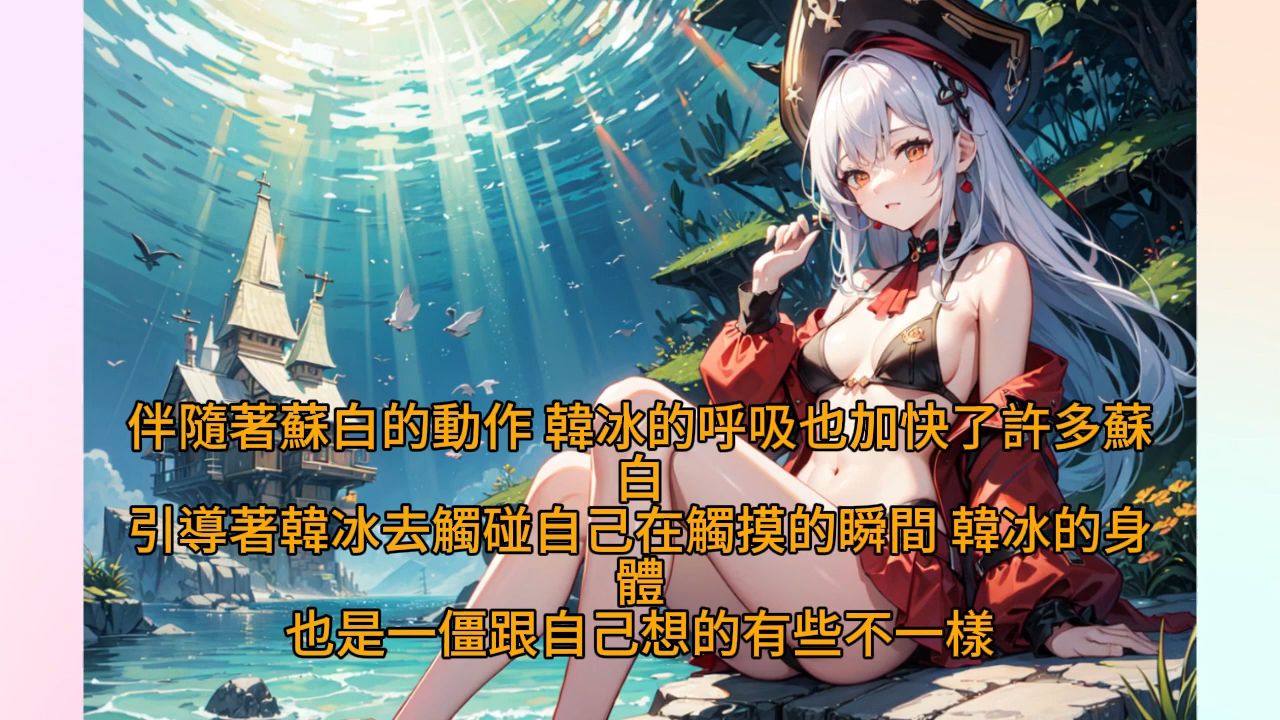 伴隨著蘇白的動作 韓冰的呼吸也加快了許多蘇
白
引導著韓冰去觸碰自己在觸摸的瞬間 韓冰的身
體
也是一僵跟自己想的有些不一樣